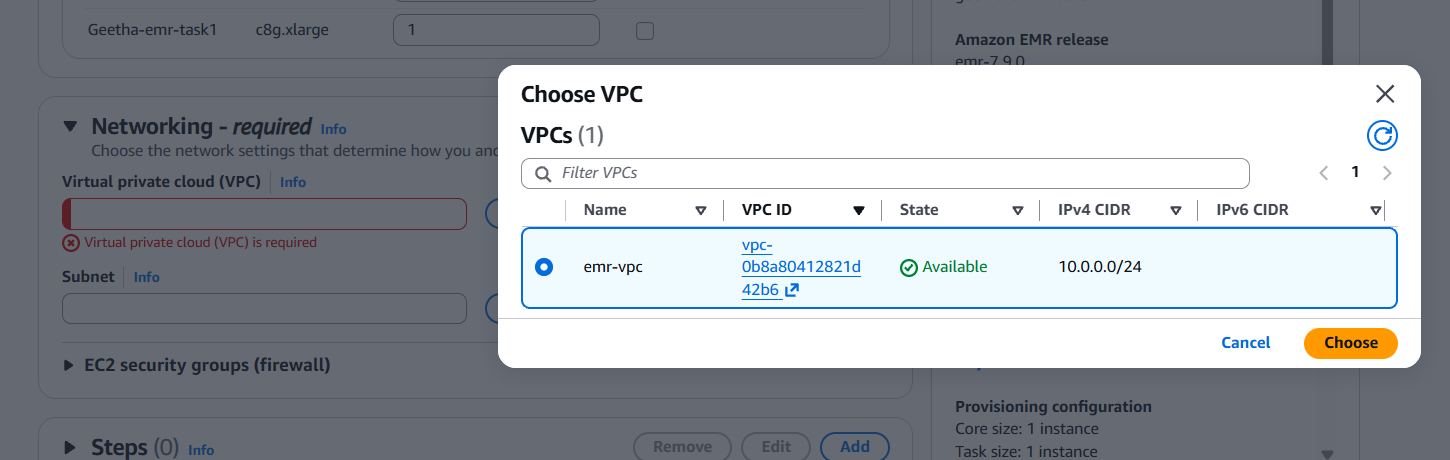 Geetha-emr-task1 c8g.xlarge 1
Amazon EMR release
emr-7.9.0
Networking - required Info
Choose the network settings that determine how you and
Virtual private cloud (VPC) Info
Virtual private cloud (VPC) is required
Subnet Info
EC2 security groups (firewall)
Steps (0) Info Remove Edit Add
Choose VPC
VPCs (1)
Filter VPCs 1
Name VPC ID State IPv4 CIDR IPv6 CIDR
emr-vpc vpc-0b8a80412821d42b6 Available 10.0.0.0/24
Cancel Choose
Provisioning configuration
Core size: 1 instance
Task size: 1 instance